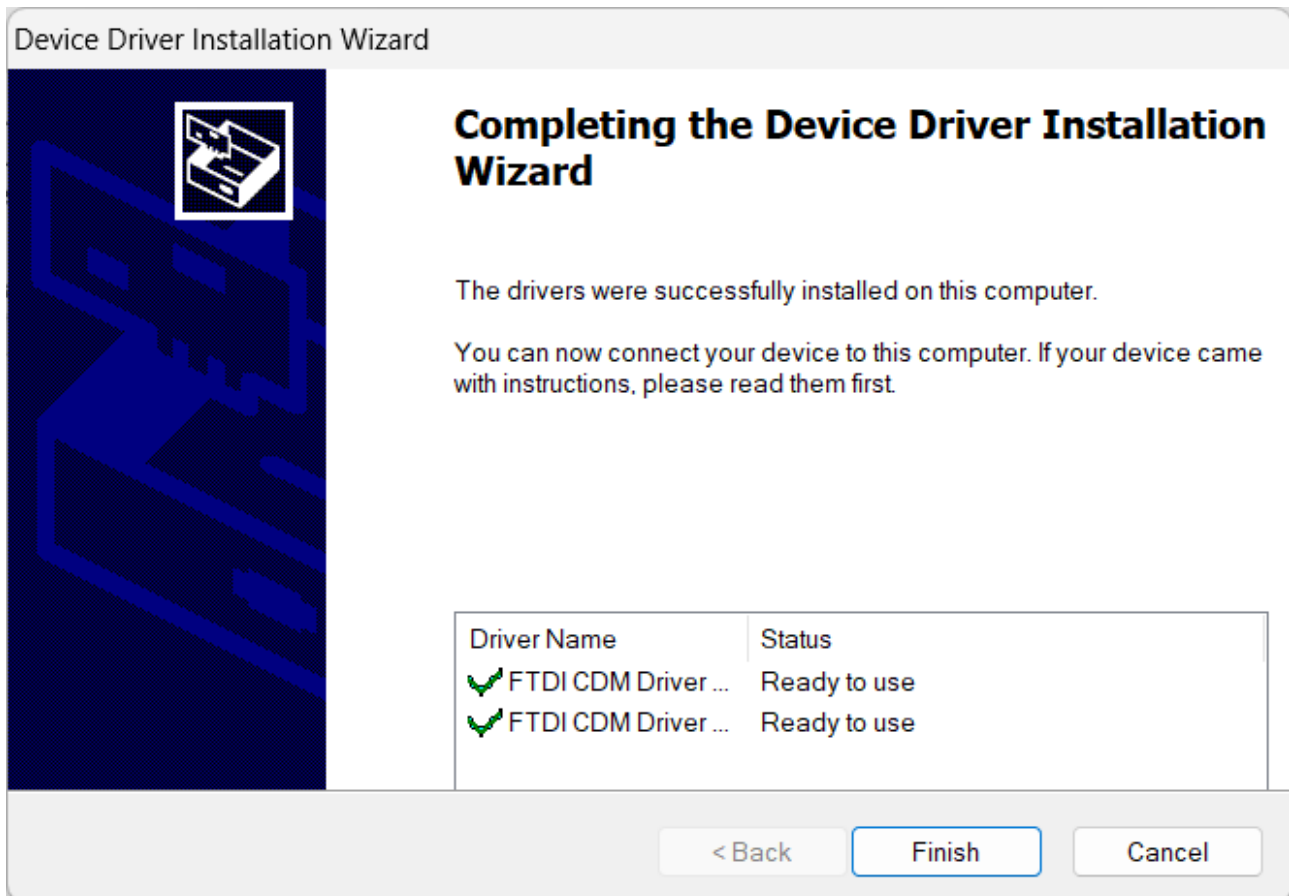 Device Driver Installation Wizard
Completing the Device Driver Installation
Wizard
The drivers were successfully installed on this computer.
You can now connect your device to this computer. If your device came
with instructions, please read them first.
Driver Name Status
FTDI CDM Driver ... Ready to use
FTDI CDM Driver ... Ready to use
< Back Finish Cancel